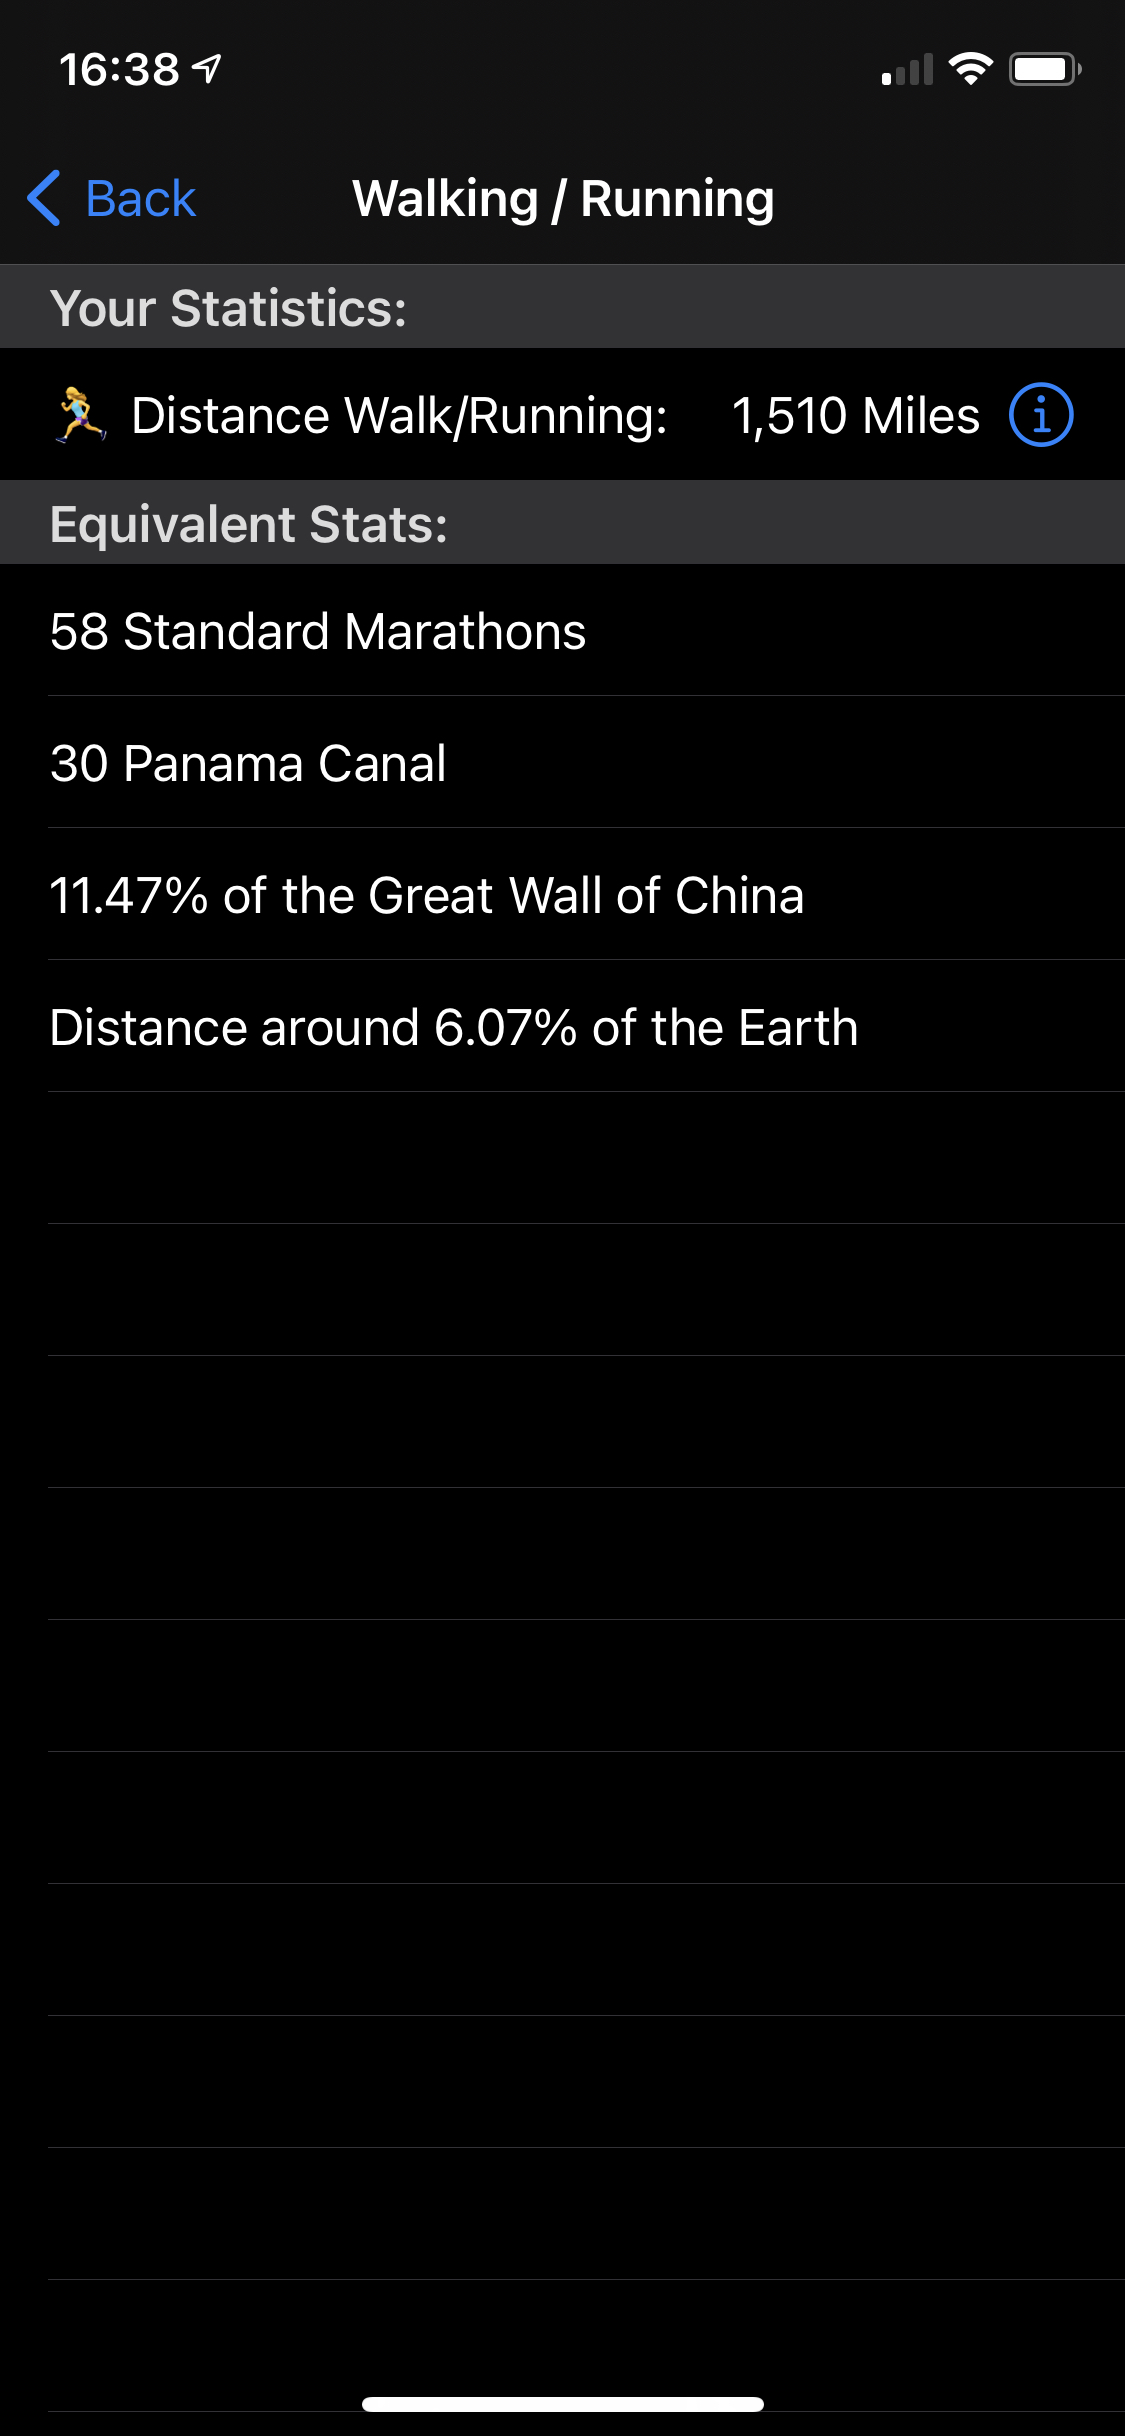 16:38
Back
Walking / Running
Your Statistics:
Distance Walk/Running: 1,510 Miles
Equivalent Stats:
58 Standard Marathons
30 Panama Canal
11.47% of the Great Wall of China
Distance around 6.07% of the Earth